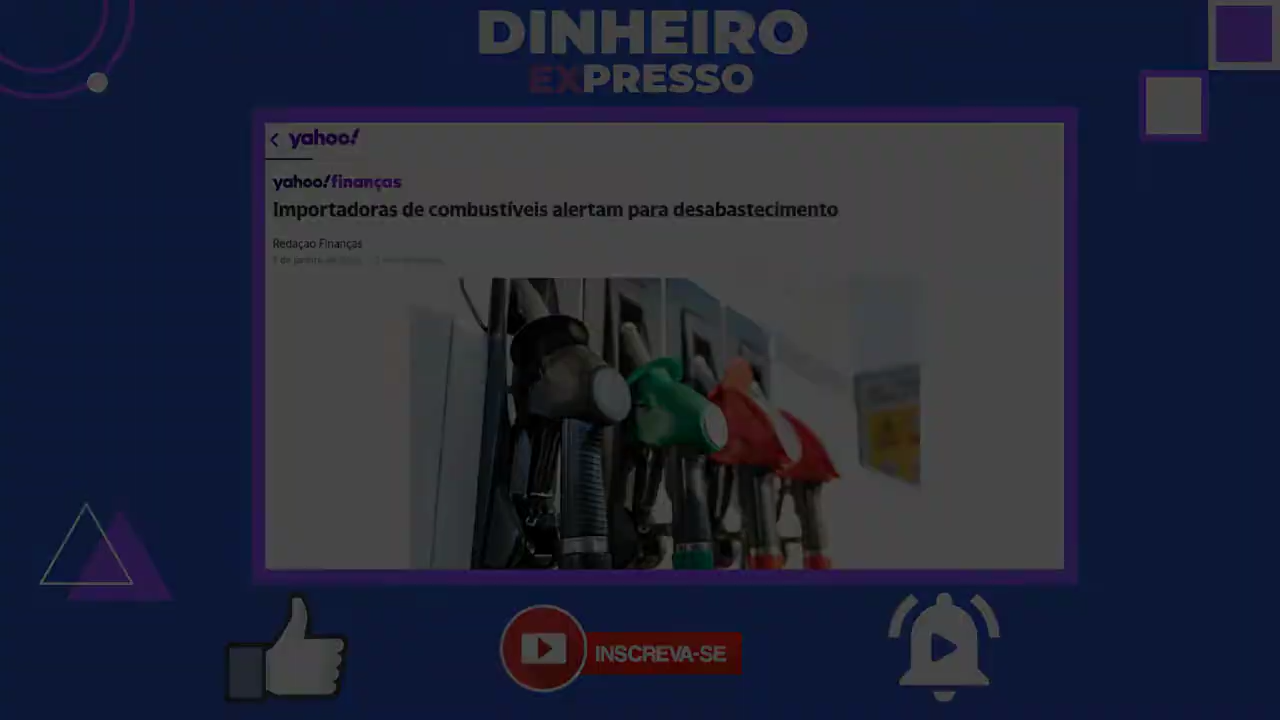 DINHEIRO
EXPRESSO
yahoo!
yahoo!finanças
Importadoras de combustíveis alertam para desabastecimento
Redação Finanças
INSCREVA-SE